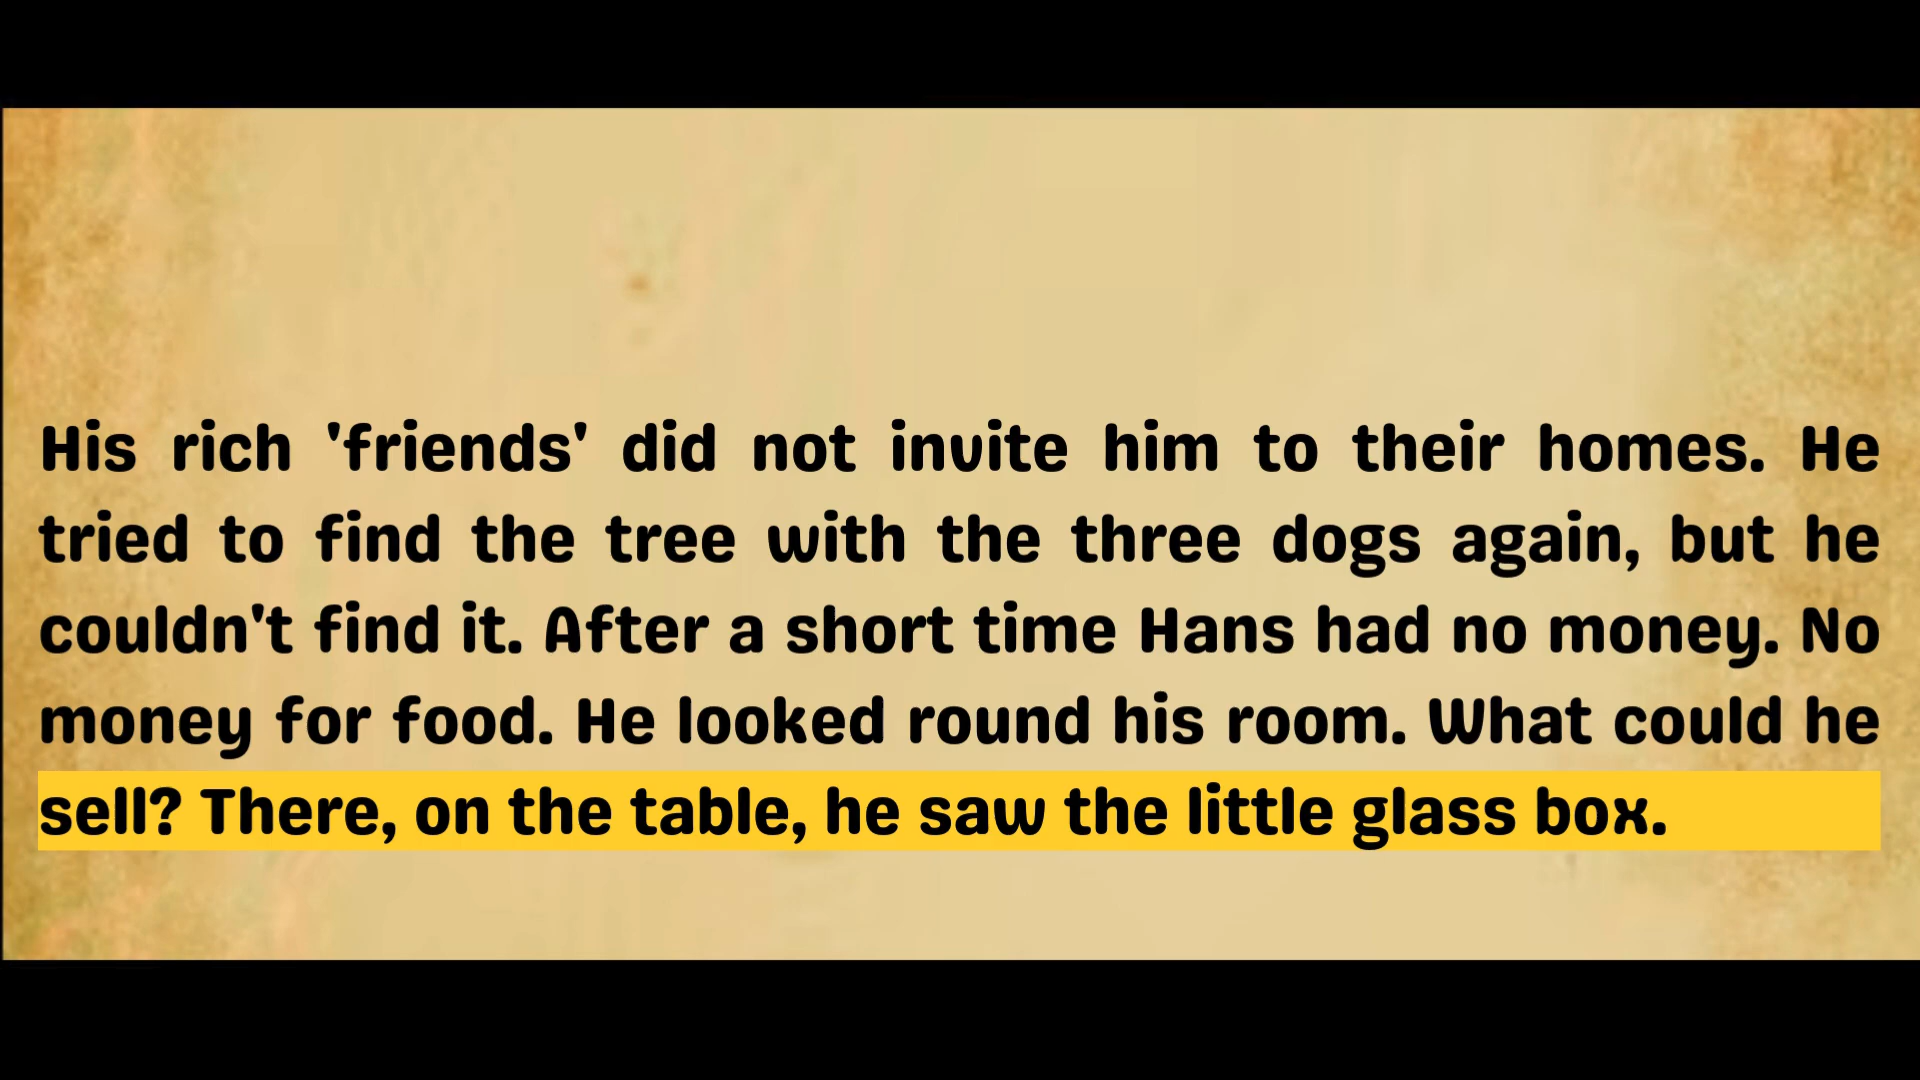 His rich 'friends' did not invite him to their homes. He
tried to find the tree with the three dogs again, but he
couldn't find it. After a short time Hans had no money. No
money for food. He looked round his room. What could he
sell? There, on the table, he saw the little glass box.